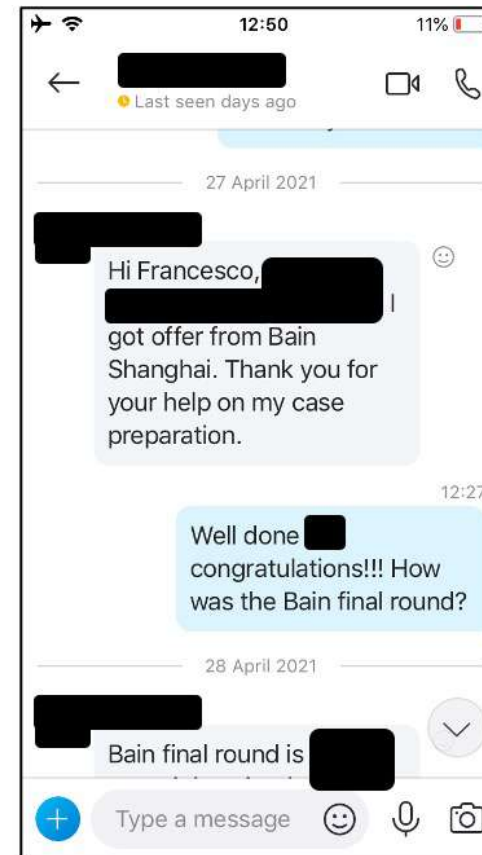 12:50
11%
Last seen days ago
27 April 2021
Hi Francesco,
I
got offer from Bain
Shanghai. Thank you for
your help on my case
preparation.
12:27
Well done
congratulations!!! How
was the Bain final round?
28 April 2021
Bain final round is
Type a message